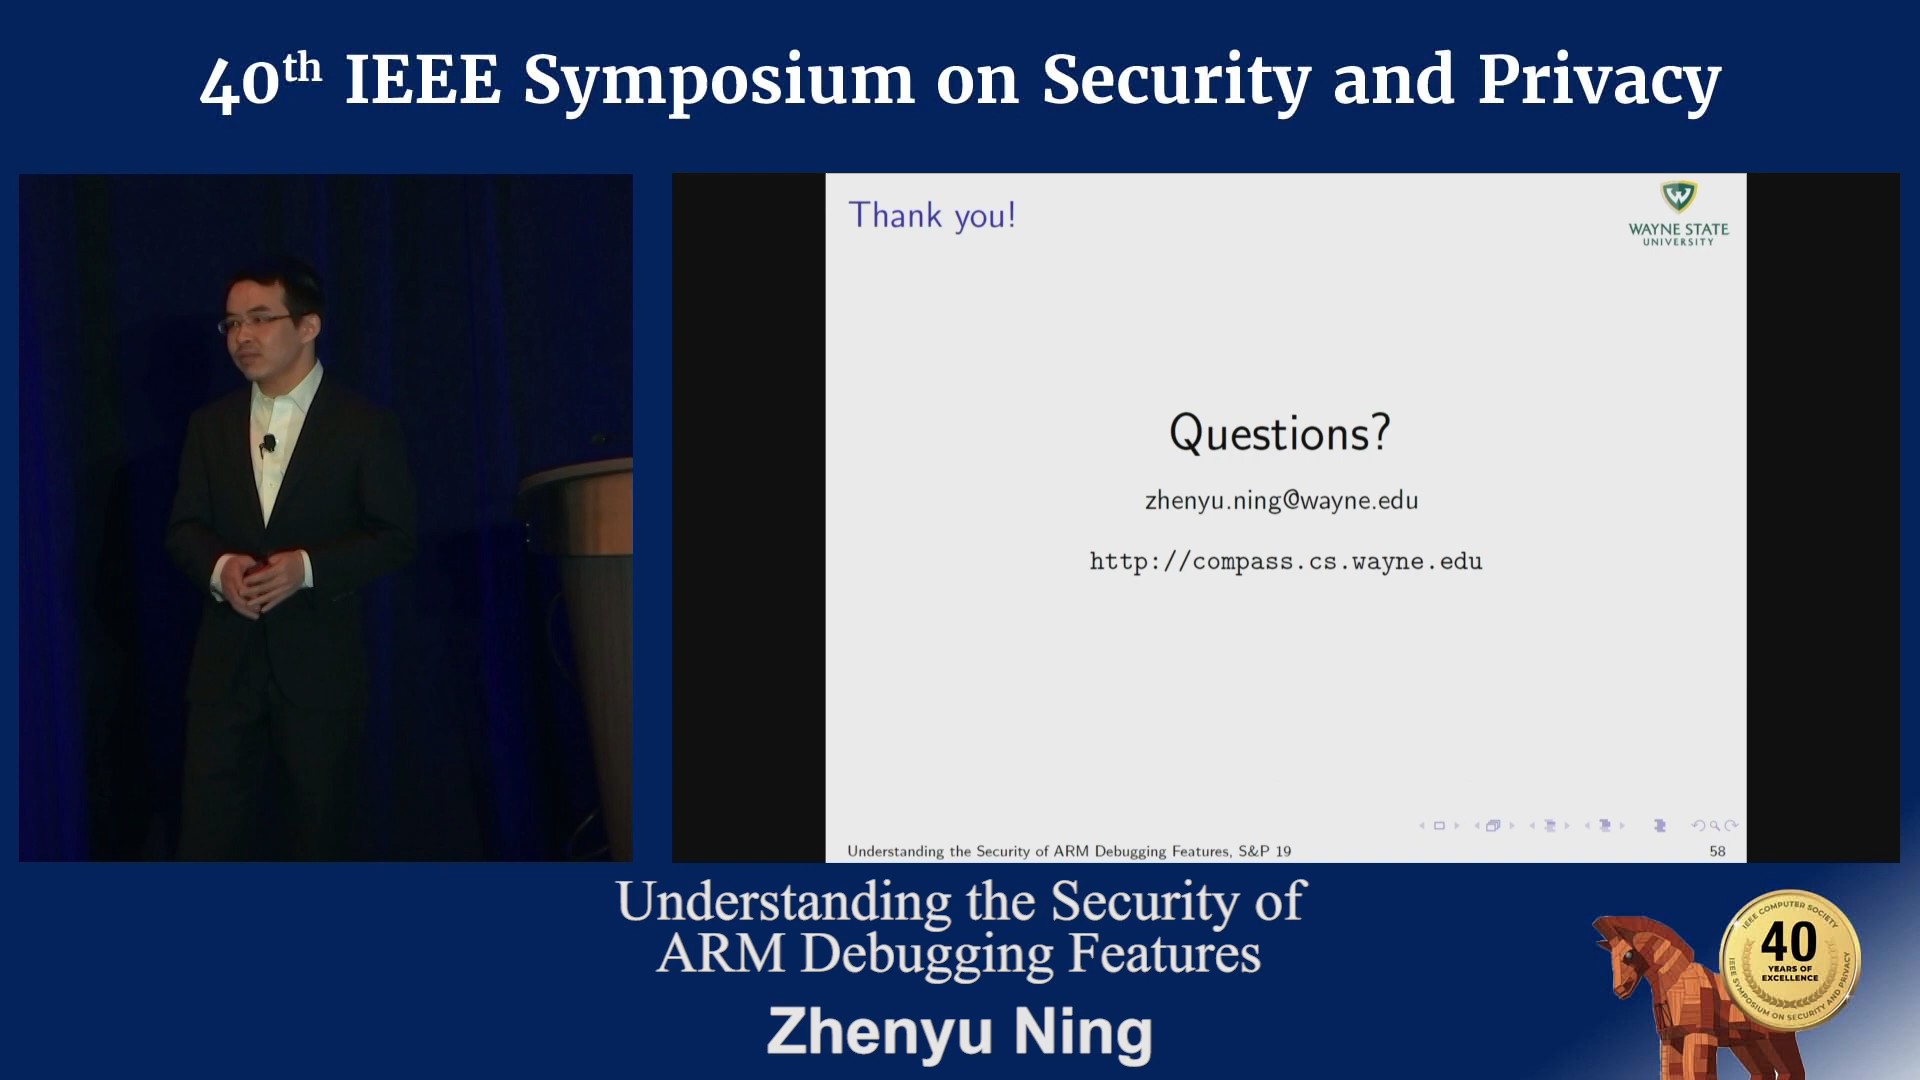 40th IEEE Symposium on Security and Privacy
Thank you!
WAYNE STATE
UNIVERSITY
Questions?
zhenyu.ning@wayne.edu
http://compass.cs.wayne.edu
Understanding the Security of ARM Debugging Features, S&P 19
58
Understanding the Security of
ARM Debugging Features
Zhenyu Ning
IEEE COMPUTER SOCIETY
40
YEARS OF
EXCELLENCE
IEEE SYMPOSIUM ON SECURITY AND PRIVACY